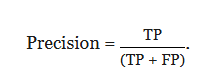 Precision = TP / (TP + FP).